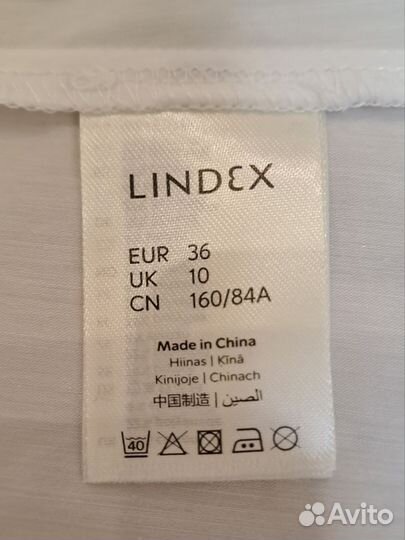 LINDEX
EUR 36
UK 10
CN 160/84A
Made in China
Hiinas | Kīnā
Kinijoje | Chinach
中国制造 | الصين
40
Avito